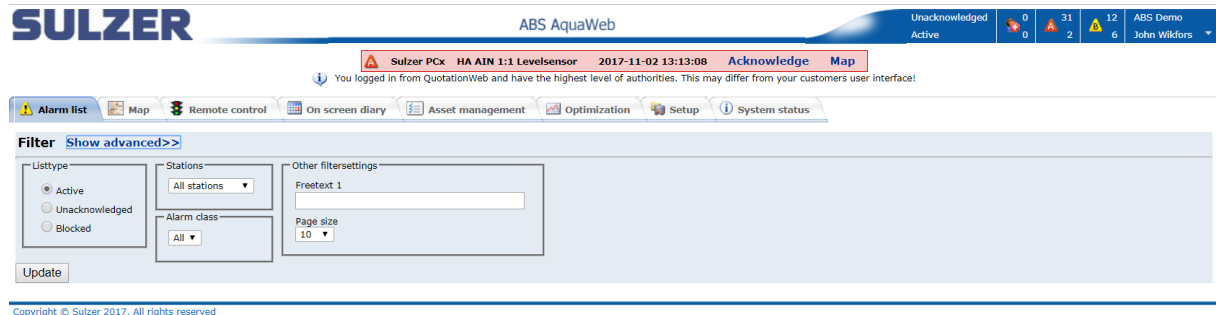 SULZER
ABS AquaWeb
Unacknowledged 0 A 31 B 12 ABS Demo
Active 0 2 6 John Wikfors
A Sulzer PCx HA AIN 1:1 Levelsensor 2017-11-02 13:13:08 Acknowledge Map
You logged in from QuotationWeb and have the highest level of authorities. This may differ from your customers user interface!
Alarm list Map Remote control On screen diary Asset management Optimization Setup System status
Filter Show advanced>>
Listtype
Active
Unacknowledged
Blocked
Stations
All stations
Alarm class
All
Other filtersettings
Freetext 1
Page size
10
Update
Copyright © Sulzer 2017. All rights reserved